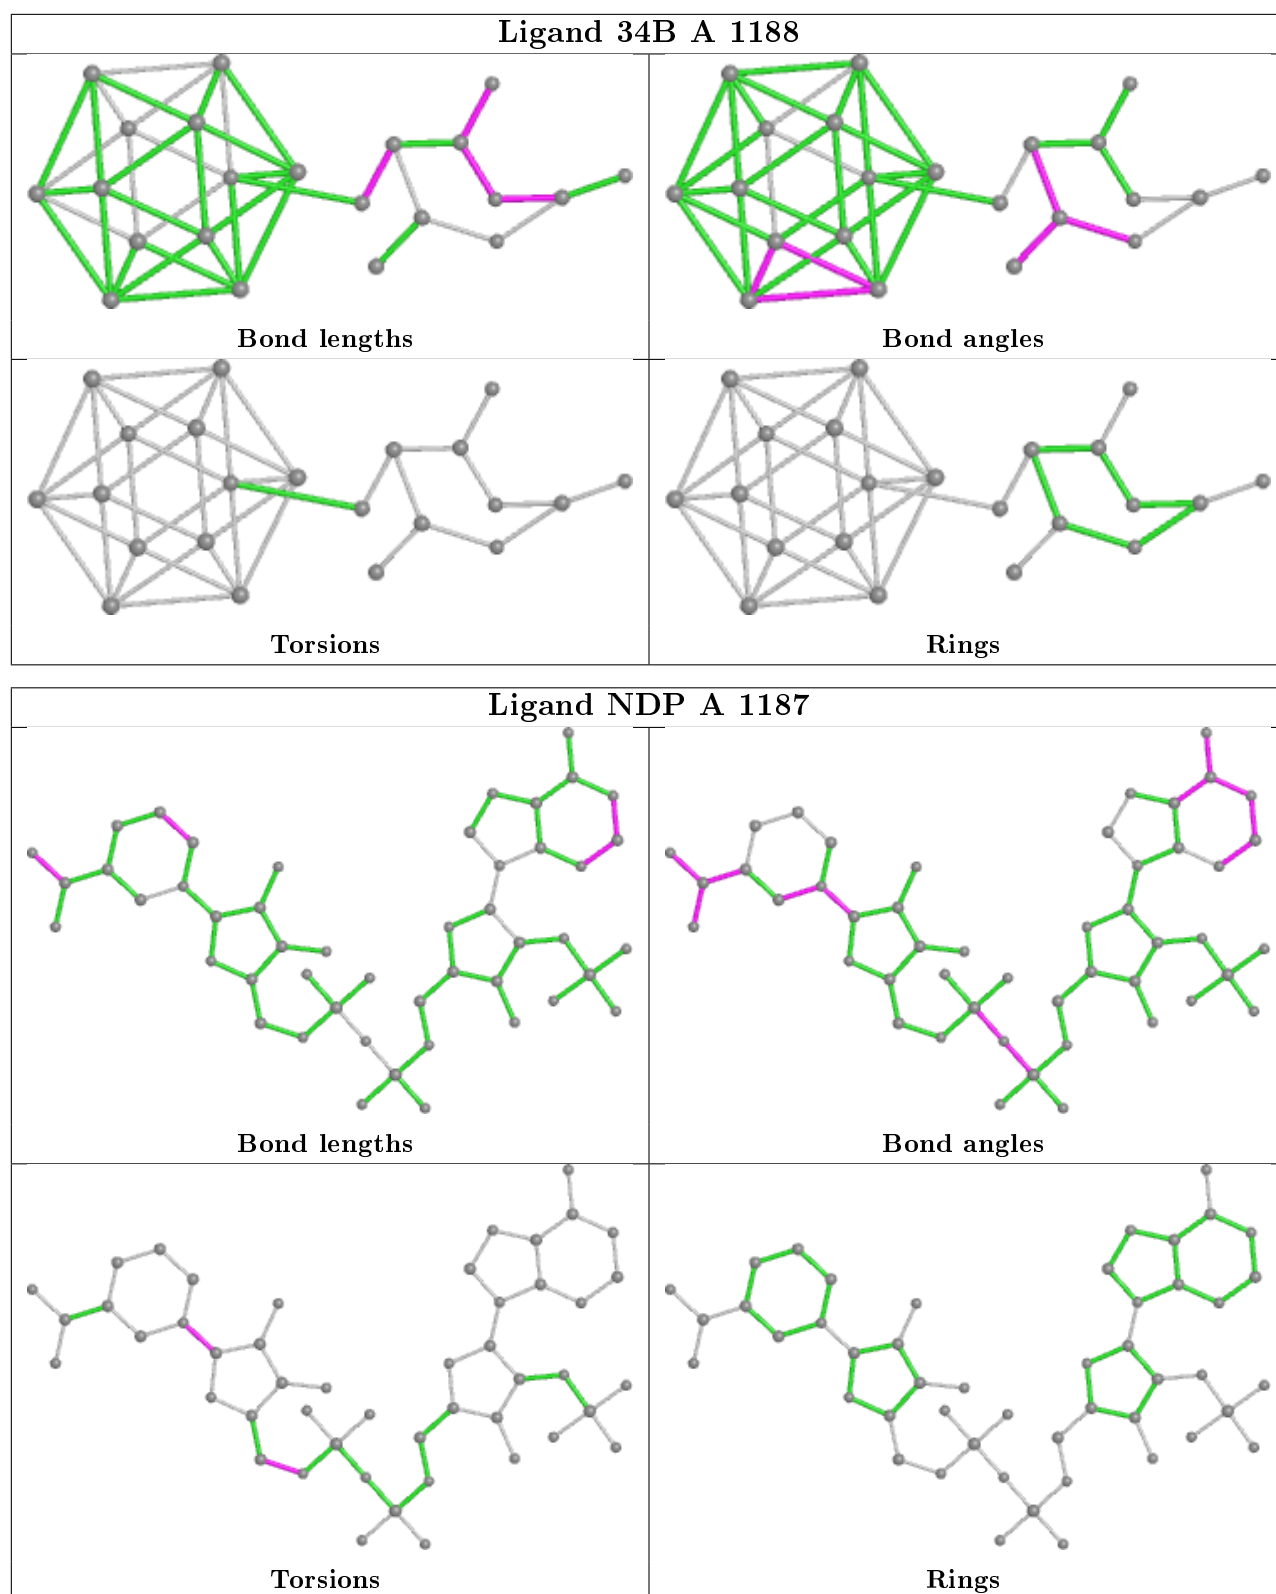 Ligand 34B A 1188
Bond lengths
Bond angles
Torsions
Rings
Ligand NDP A 1187
Bond lengths
Bond angles
Torsions
Rings